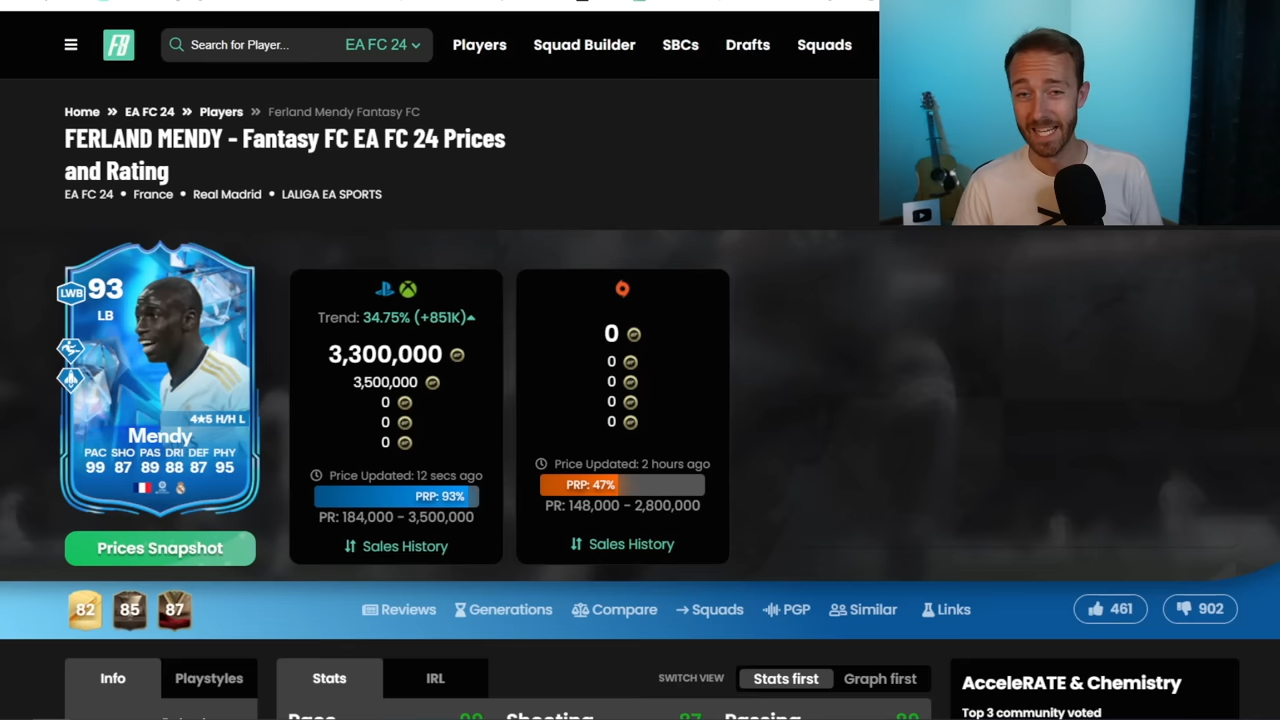 FB
Search for Player...
EA FC 24
Players
Squad Builder
SBCs
Drafts
Squads
Home » EA FC 24 » Players » Ferland Mendy Fantasy FC
FERLAND MENDY - Fantasy FC EA FC 24 Prices
and Rating
EA FC 24 • France • Real Madrid • LALIGA EA SPORTS
LWB 93
LB
4★5 H/H L
Mendy
PAC SHO PAS DRI DEF PHY
99 87 89 88 87 95
Prices Snapshot
Trend: 34.75% (+851K)
3,300,000
3,500,000
0
0
0
Price Updated: 12 secs ago
PRP: 93%
PR: 184,000 - 3,500,000
Sales History
0
0
0
0
0
Price Updated: 2 hours ago
PRP: 47%
PR: 148,000 - 2,800,000
Sales History
82 85 87
Reviews
Generations
Compare
Squads
PGP
Similar
Links
461
902
Info
Playstyles
Stats
IRL
SWITCH VIEW
Stats first
Graph first
Pace
Shooting
87
Passing
89
AcceleRATE & Chemistry
Top 3 community voted